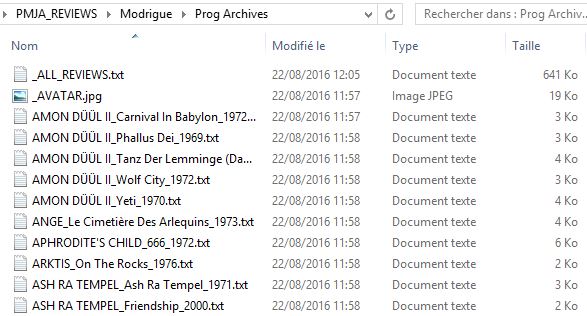 PMJA_REVIEWS Modrigue Prog Archives Rechercher dans : Prog Archiv...
Nom Modifié le Type Taille
_ALL_REVIEWS.txt 22/08/2016 12:05 Document texte 641 Ko
_AVATAR.jpg 22/08/2016 11:57 Image JPEG 19 Ko
AMON DÜÜL II_Carnival In Babylon_1972... 22/08/2016 11:57 Document texte 3 Ko
AMON DÜÜL II_Phallus Dei_1969.txt 22/08/2016 11:58 Document texte 3 Ko
AMON DÜÜL II_Tanz Der Lemminge (Da... 22/08/2016 11:58 Document texte 4 Ko
AMON DÜÜL II_Wolf City_1972.txt 22/08/2016 11:58 Document texte 3 Ko
AMON DÜÜL II_Yeti_1970.txt 22/08/2016 11:58 Document texte 4 Ko
ANGE_Le Cimetière Des Arlequins_1973.txt 22/08/2016 11:58 Document texte 4 Ko
APHRODITE'S CHILD_666_1972.txt 22/08/2016 11:58 Document texte 6 Ko
ARKTIS_On The Rocks_1976.txt 22/08/2016 11:58 Document texte 2 Ko
ASH RA TEMPEL_Ash Ra Tempel_1971.txt 22/08/2016 11:58 Document texte 3 Ko
ASH RA TEMPEL_Friendship_2000.txt 22/08/2016 11:58 Document texte 2 Ko